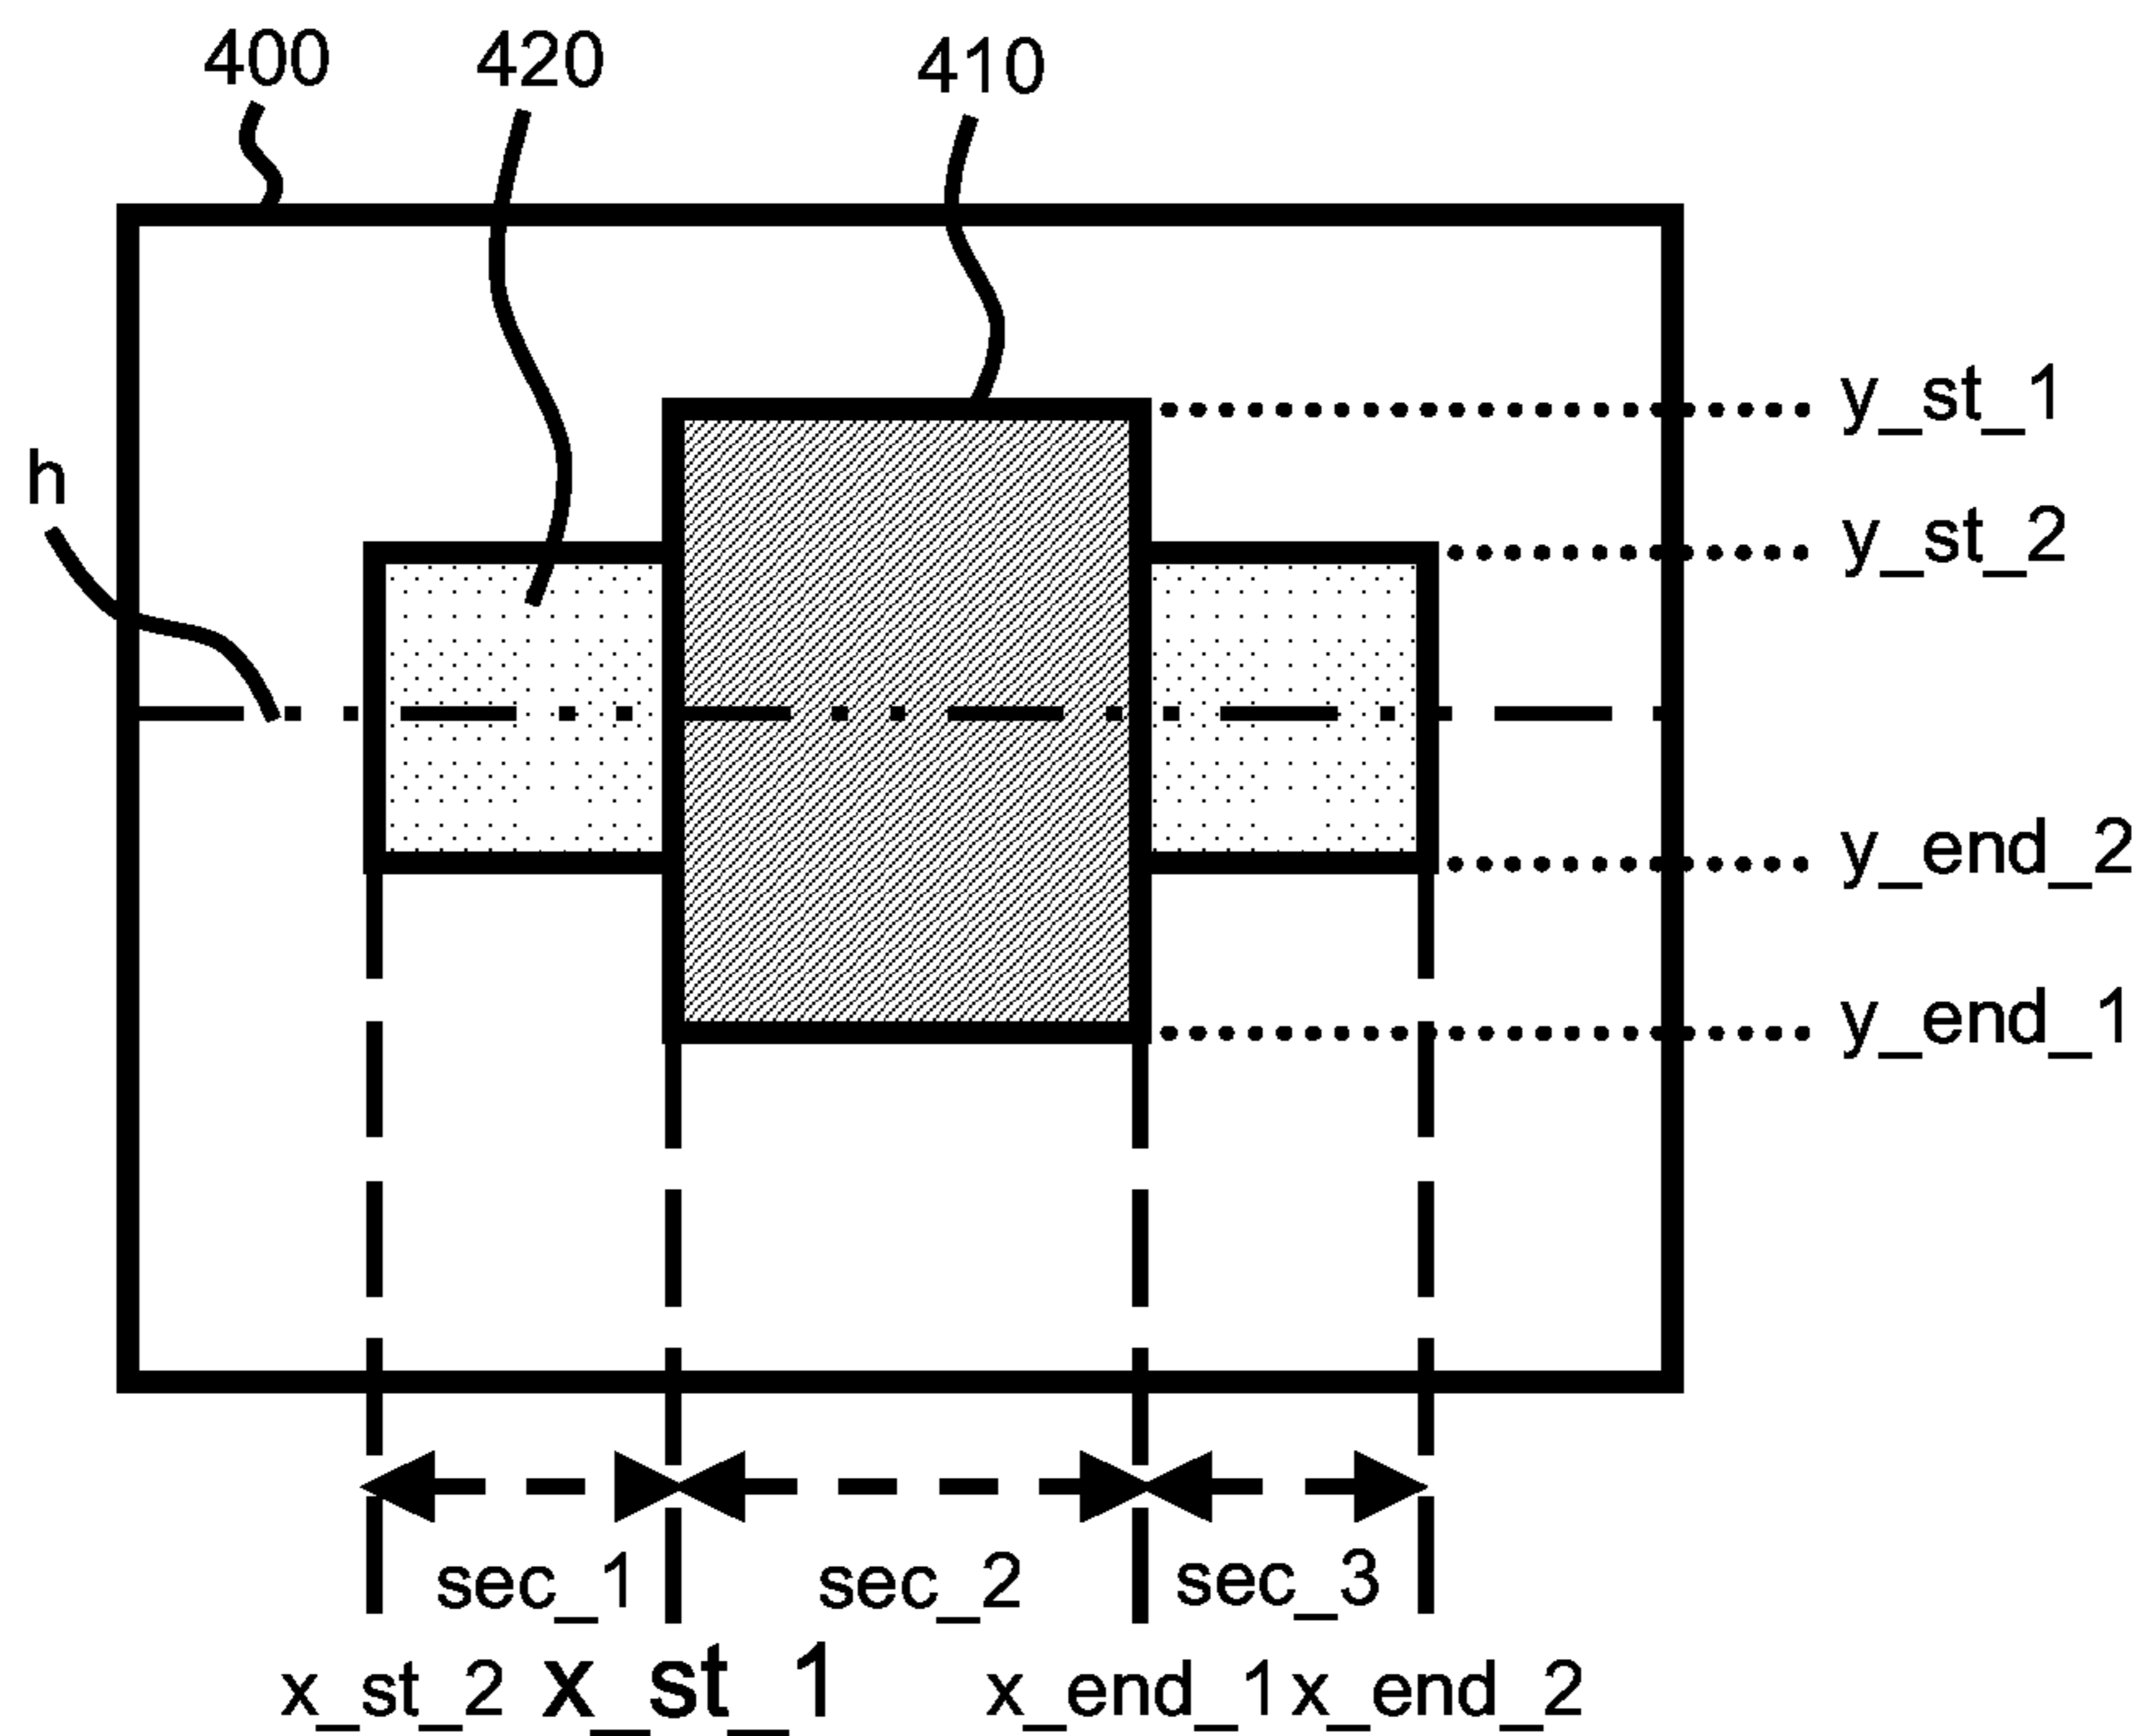 400 420 410
y_st_1
h
y_st_2
y_end_2
y_end_1
sec_1 sec_2 sec_3
x_st_2 x_st_1 x_end_1 x_end_2